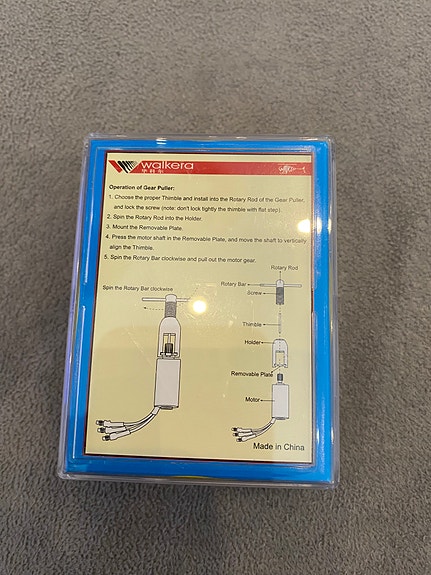 walkera
华科尔
Operation of Gear Puller:
1. Choose the proper Thimble and install into the Rotary Rod of the Gear Puller,
and lock the screw (note: don't lock tightly the thimble with flat step).
2. Spin the Rotary Rod into the Holder.
3. Mount the Removable Plate.
4. Press the motor shaft in the Removable Plate, and move the shaft to vertically
align the Thimble.
5. Spin the Rotary Bar clockwise and pull out the motor gear.
Rotary Rod
Spin the Rotary Bar clockwise
Rotary Bar
Screw
Thimble
Holder
Removable Plate
Motor
Made in China